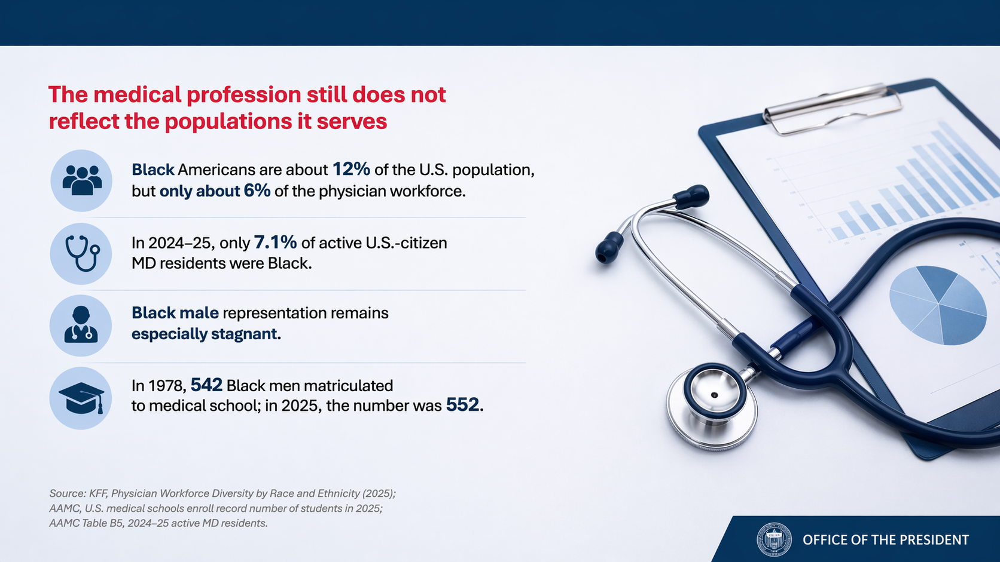 The medical profession still does not
reflect the populations it serves
Black Americans are about 12% of the U.S. population,
but only about 6% of the physician workforce.
In 2024–25, only 7.1% of active U.S.-citizen
MD residents were Black.
Black male representation remains
especially stagnant.
In 1978, 542 Black men matriculated
to medical school; in 2025, the number was 552.
Source: KFF, Physician Workforce Diversity by Race and Ethnicity (2025);
AAMC, U.S. medical schools enroll record number of students in 2025;
AAMC Table B5, 2024–25 active MD residents.
OFFICE OF THE PRESIDENT